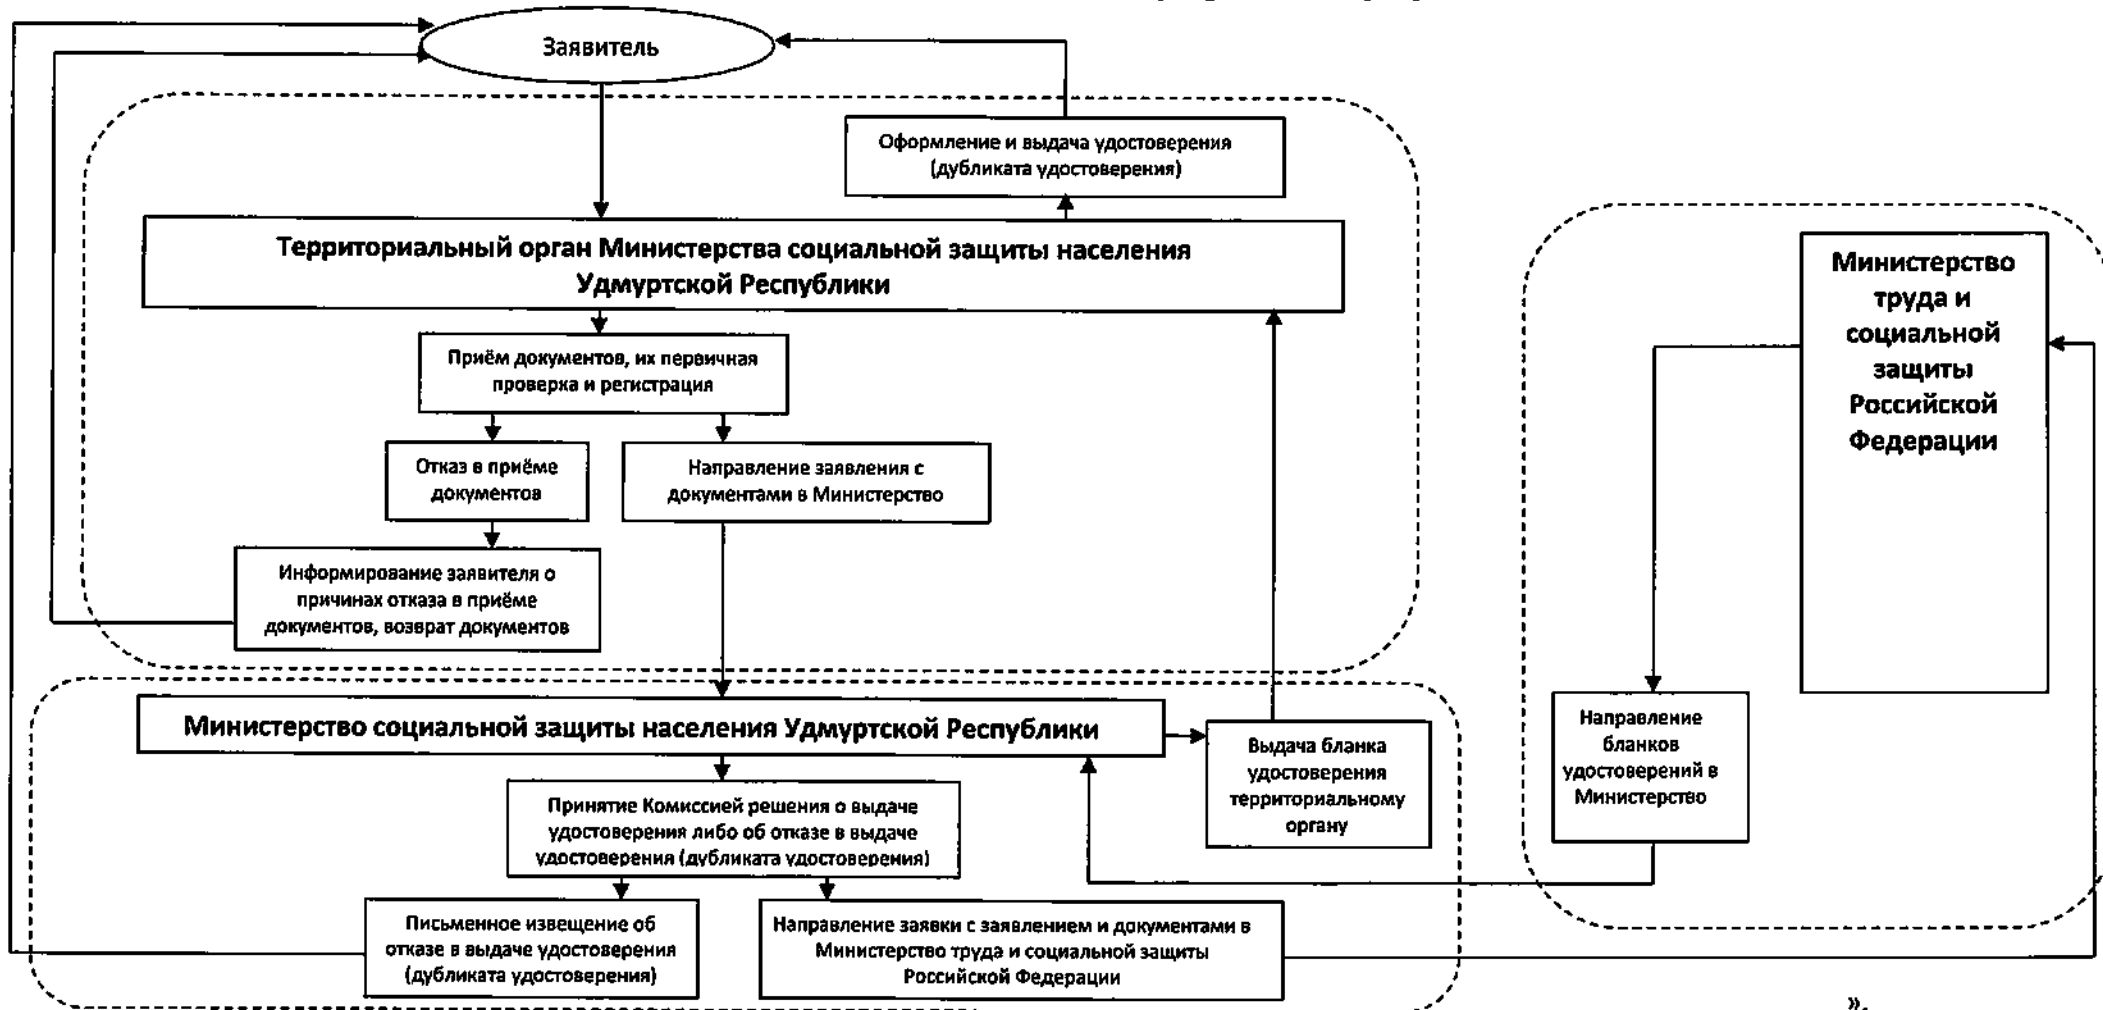 Заявитель
Оформление и выдача удостоверения
(дубликата удостоверения)
Территориальный орган Министерства социальной защиты населения
Удмуртской Республики
Министерство
труда и
социальной
защиты
Российской
Федерации
Приём документов, их первичная
проверка и регистрация
Отказ в приёме
документов
Направление заявления с
документами в Министерство
Информирование заявителя о
причинах отказа в приёме
документов, возврат документов
Министерство социальной защиты населения Удмуртской Республики
Выдача бланка
удостоверения
территориальному
органу
Направление
бланков
удостоверений в
Министерство
Принятие Комиссией решения о выдаче
удостоверения либо об отказе в выдаче
удостоверения (дубликата удостоверения)
Письменное извещение об
отказе в выдаче удостоверения
(дубликата удостоверения)
Направление заявки с заявлением и документами в
Министерство труда и социальной защиты
Российской Федерации
».